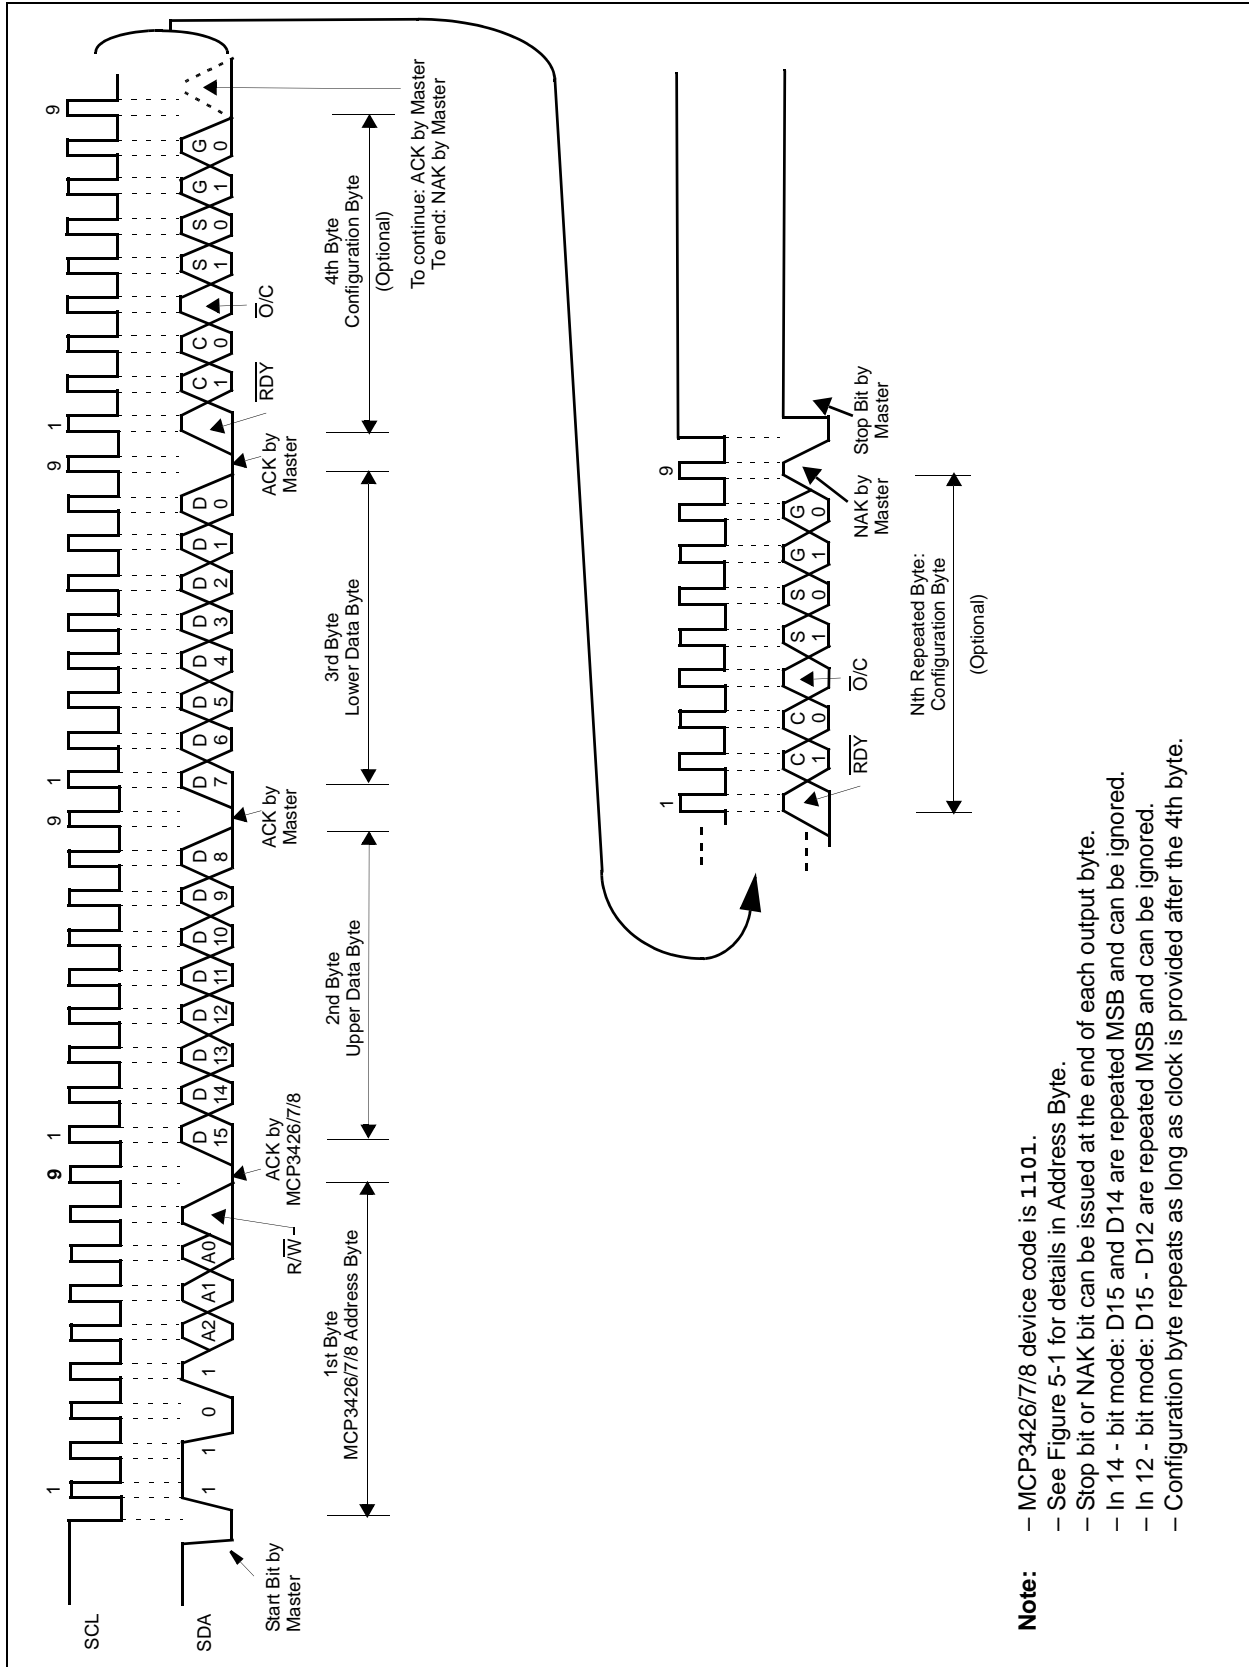 SCL
1
9
1
9
1
9
1
9
SDA
1
1
0
1
A2
A1
A0
D 15
D 14
D 13
D 12
D 11
D 10
D 9
D 8
D 7
D 6
D 5
D 4
D 3
D 2
D 1
D 0
C 1
C 0
S 1
S 0
G 1
G 0
Start Bit by
Master
R/W
ACK by
MCP3426/7/8
ACK by
Master
ACK by
Master
RDY
O/C
1st Byte
MCP3426/7/8 Address Byte
2nd Byte
Upper Data Byte
3rd Byte
Lower Data Byte
4th Byte
Configuration Byte
(Optional)
To continue: ACK by Master
To end: NAK by Master
1
9
C 1
C 0
S 1
S 0
G 1
G 0
RDY
O/C
NAK by
Master
Stop Bit by
Master
Nth Repeated Byte:
Configuration Byte
(Optional)
Note: – MCP3426/7/8 device code is 1101.
– See Figure 5-1 for details in Address Byte.
– Stop bit or NAK bit can be issued at the end of each output byte.
– In 14 - bit mode: D15 and D14 are repeated MSB and can be ignored.
– In 12 - bit mode: D15 - D12 are repeated MSB and can be ignored.
– Configuration byte repeats as long as clock is provided after the 4th byte.